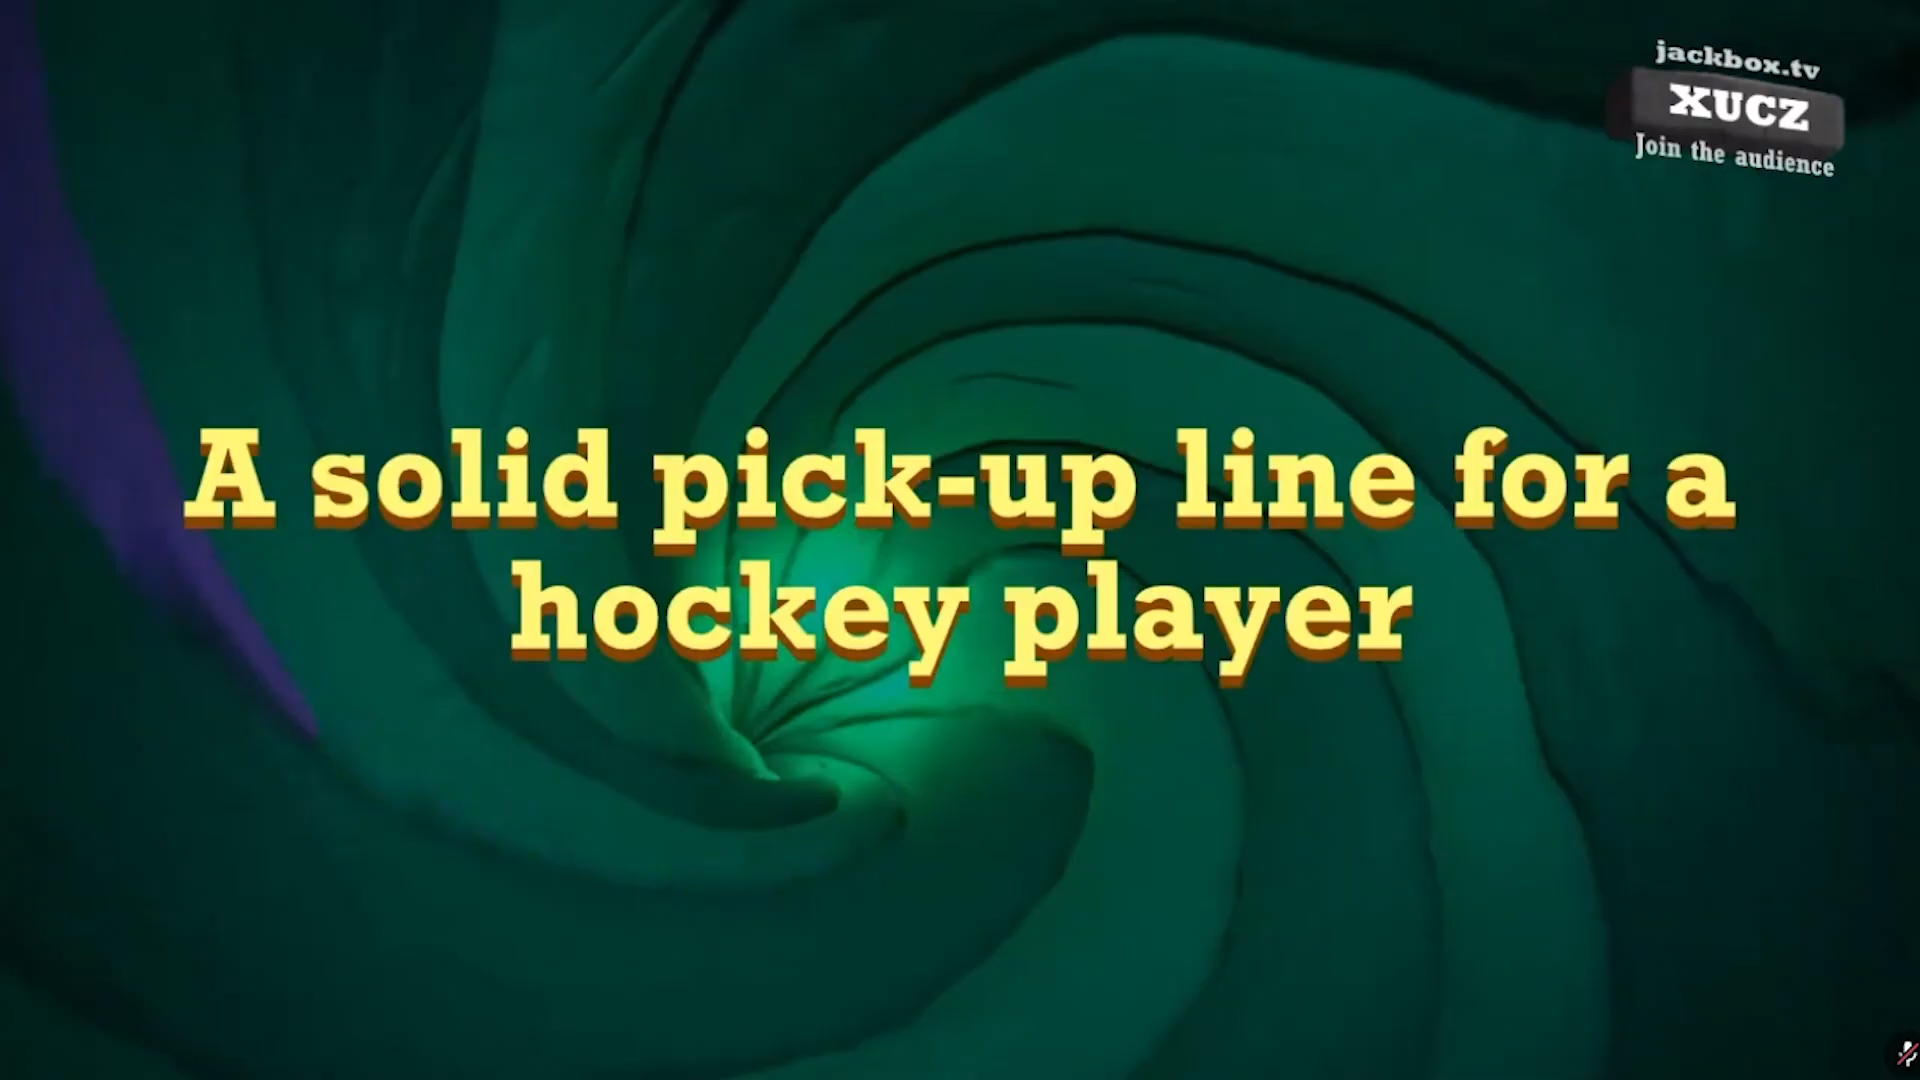 jackbox.tv
XUCZ
Join the audience
A solid pick-up line for a
hockey player